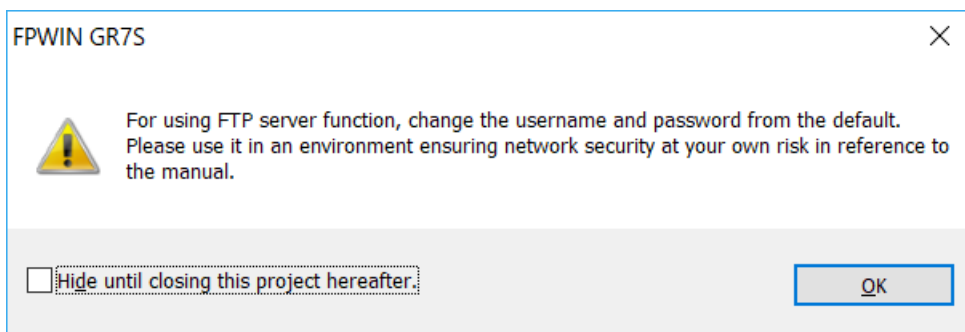 FPWIN GR7S
For using FTP server function, change the username and password from the default.
Please use it in an environment ensuring network security at your own risk in reference to
the manual.
Hide until closing this project hereafter.
OK